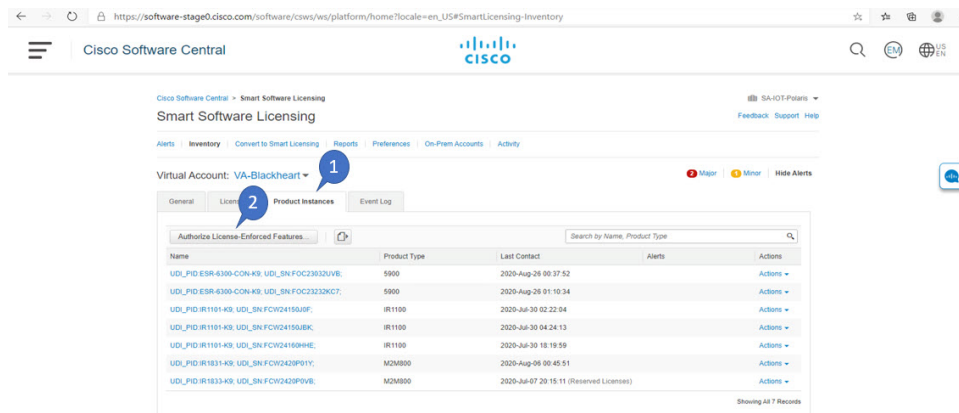 https://software-stage0.cisco.com/software/csws/ws/platform/home?locale=en_US#SmartLicensing-Inventory
Cisco Software Central
CISCO
EM
US
EN
Cisco Software Central > Smart Software Licensing
SA-IOT-Polaris
Smart Software Licensing
Feedback Support Help
Alerts | Inventory | Convert to Smart Licensing | Reports | Preferences | On-Prem Accounts | Activity
1
Virtual Account: VA-Blackheart
2 Major | 1 Minor | Hide Alerts
General
2
Product Instances
Event Log
Authorize License-Enforced Features...
Search by Name, Product Type
Name Product Type Last Contact Alerts Actions
UDI_PID:ESR-6300-CON-K9; UDI_SN:FOC23032UVB; 5900 2020-Aug-26 00:37:52 Actions
UDI_PID:ESR-6300-CON-K9; UDI_SN:FOC23232KC7; 5900 2020-Aug-26 01:10:34 Actions
UDI_PID:IR1101-K9; UDI_SN:FCW24150J0F; IR1100 2020-Jul-30 02:22:04 Actions
UDI_PID:IR1101-K9; UDI_SN:FCW24150JBK; IR1100 2020-Jul-30 04:24:13 Actions
UDI_PID:IR1101-K9; UDI_SN:FCW24160HHE; IR1100 2020-Jul-30 18:19:59 Actions
UDI_PID:IR1831-K9; UDI_SN:FCW2420P01Y; M2M800 2020-Aug-06 00:45:51 Actions
UDI_PID:IR1833-K9; UDI_SN:FCW2420P0VB; M2M800 2020-Jul-07 20:15:11 (Reserved Licenses) Actions
Showing All 7 Records